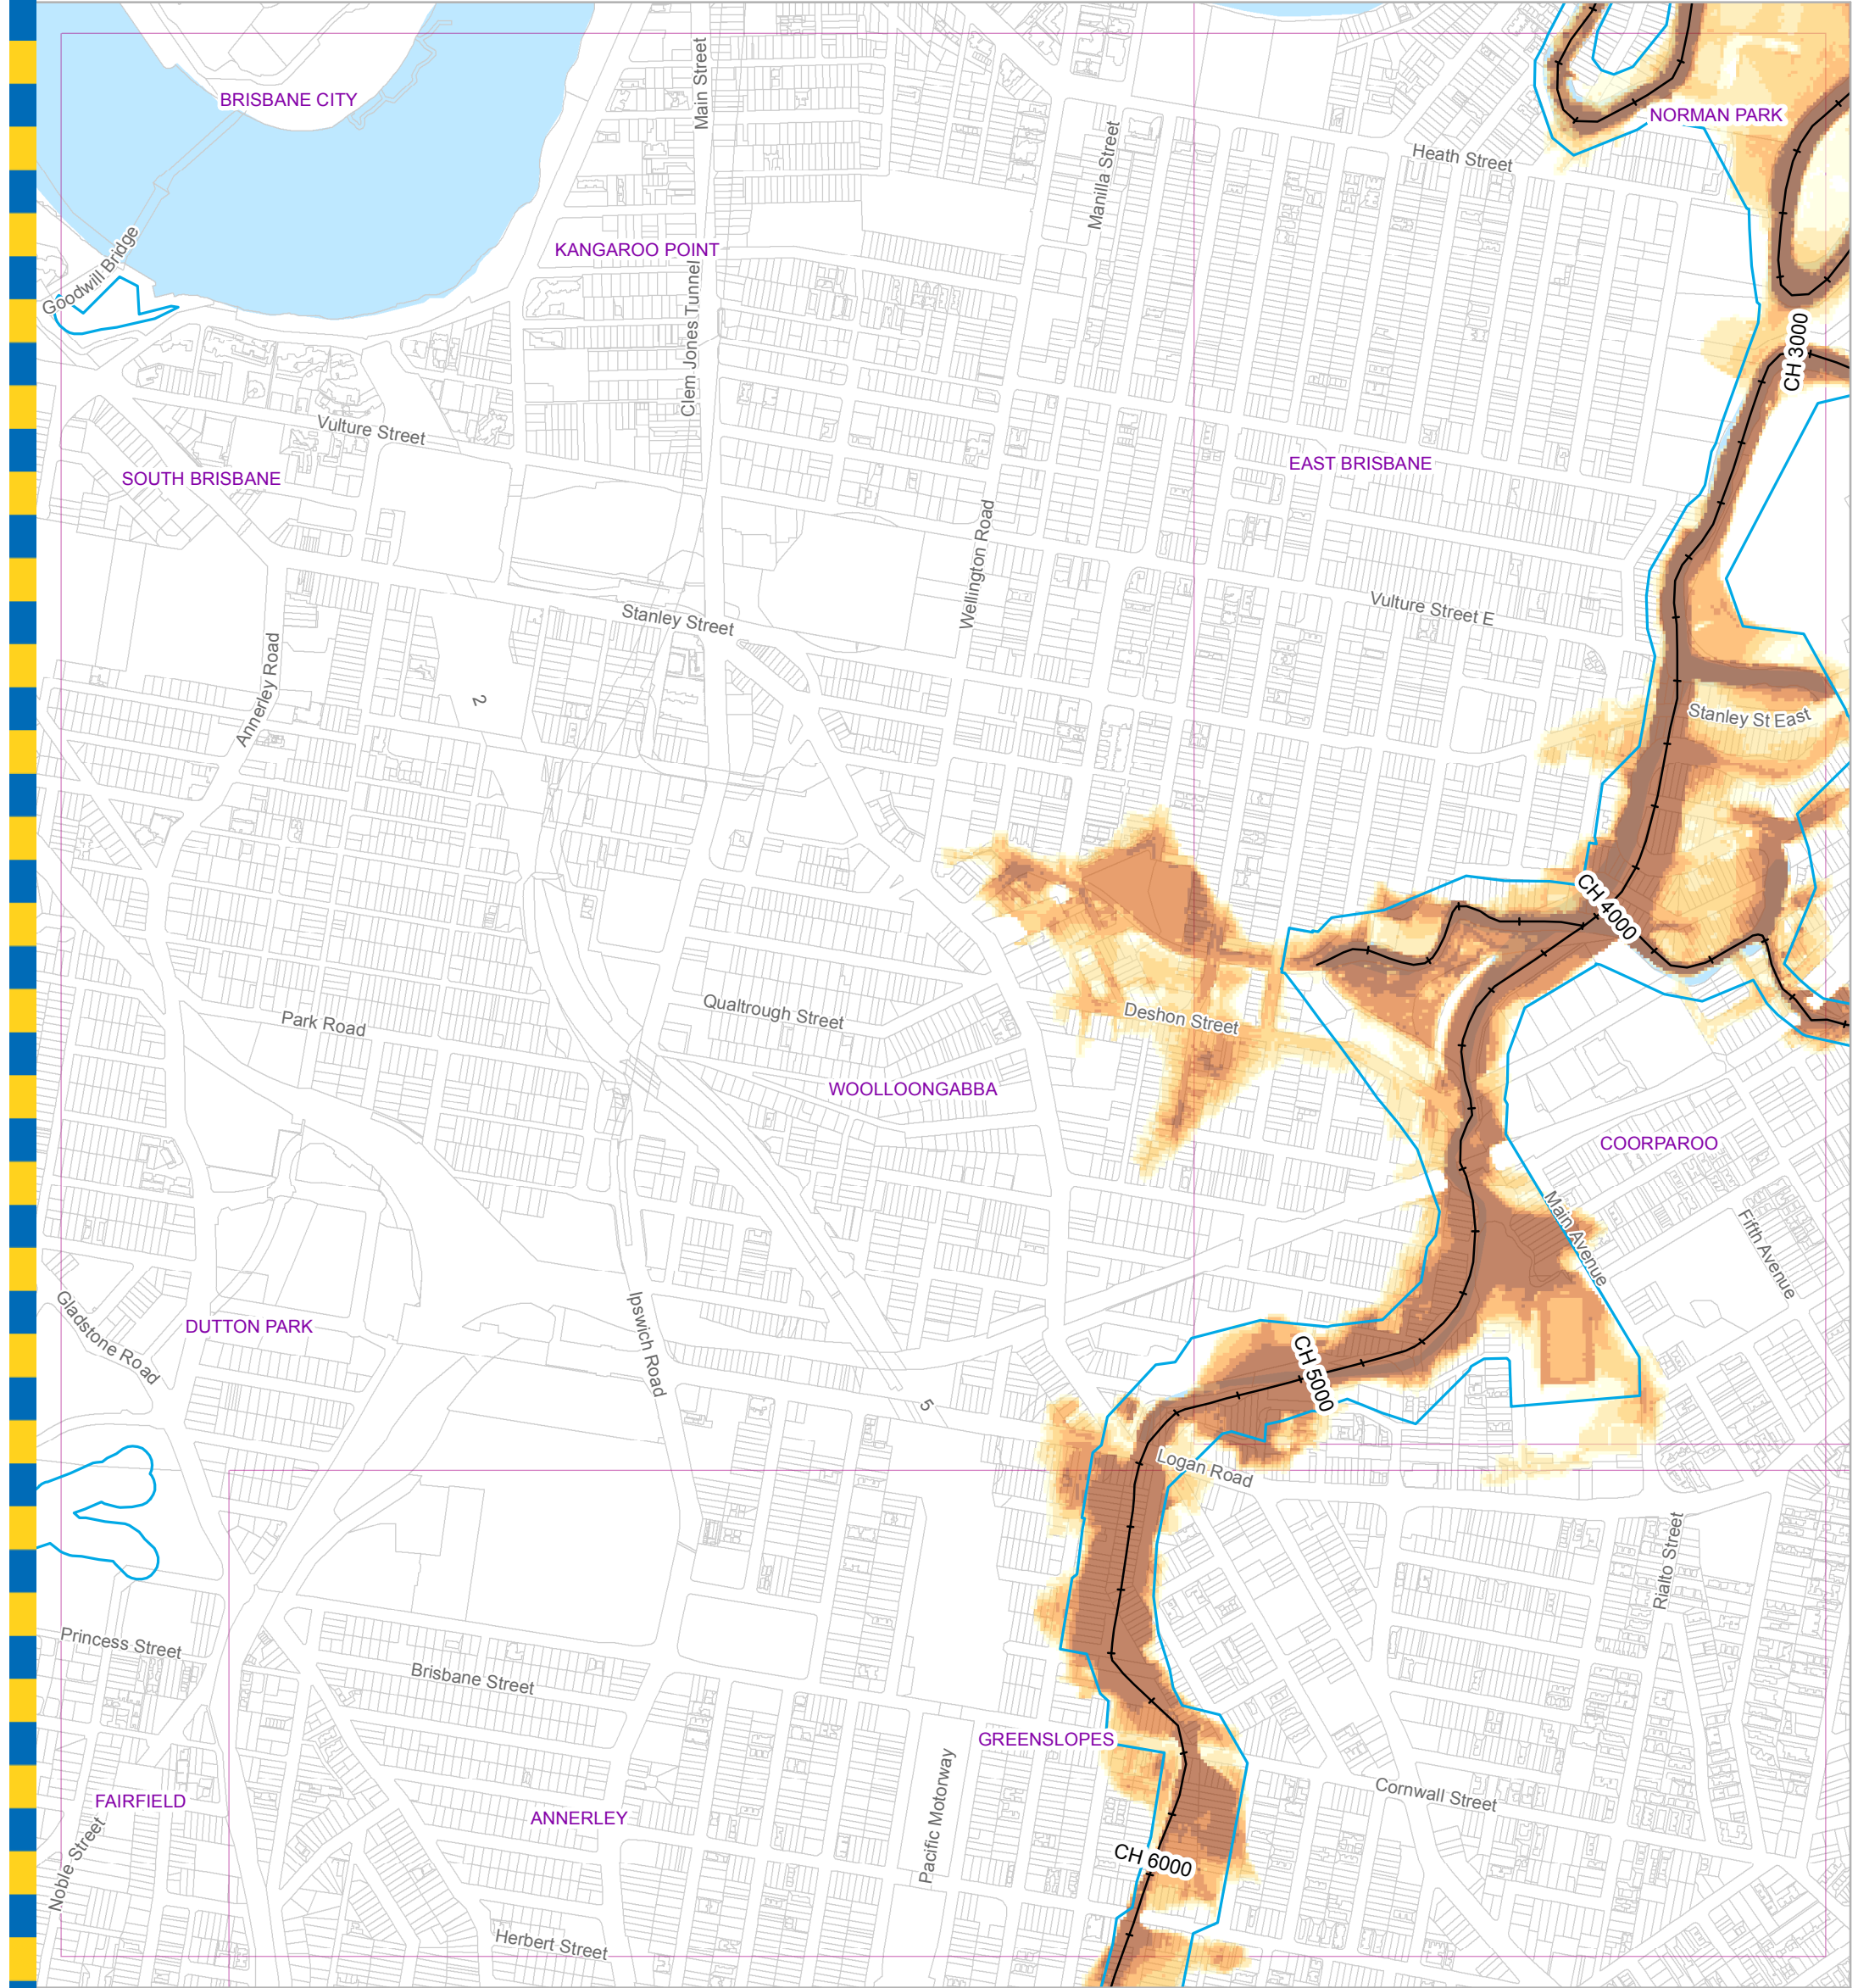 BRISBANE CITY
Main Street
NORMAN PARK
Heath Street
Manilla Street
KANGAROO POINT
Goodwill Bridge
Clem Jones Tunnel
CH 3000
Vulture Street
EAST BRISBANE
SOUTH BRISBANE
Wellington Road
Vulture Street E
Stanley Street
Annerley Road
2
Stanley St East
CH 4000
Qualtrough Street
Deshon Street
Park Road
WOOLLOONGABBA
COORPAROO
Main Avenue
Fifth Avenue
Gladstone Road
DUTTON PARK
Ipswich Road
CH 5000
5
Logan Road
Rialto Street
Princess Street
Brisbane Street
GREENSLOPES
Pacific Motorway
Cornwall Street
FAIRFIELD
ANNERLEY
Noble Street
CH 6000
Herbert Street